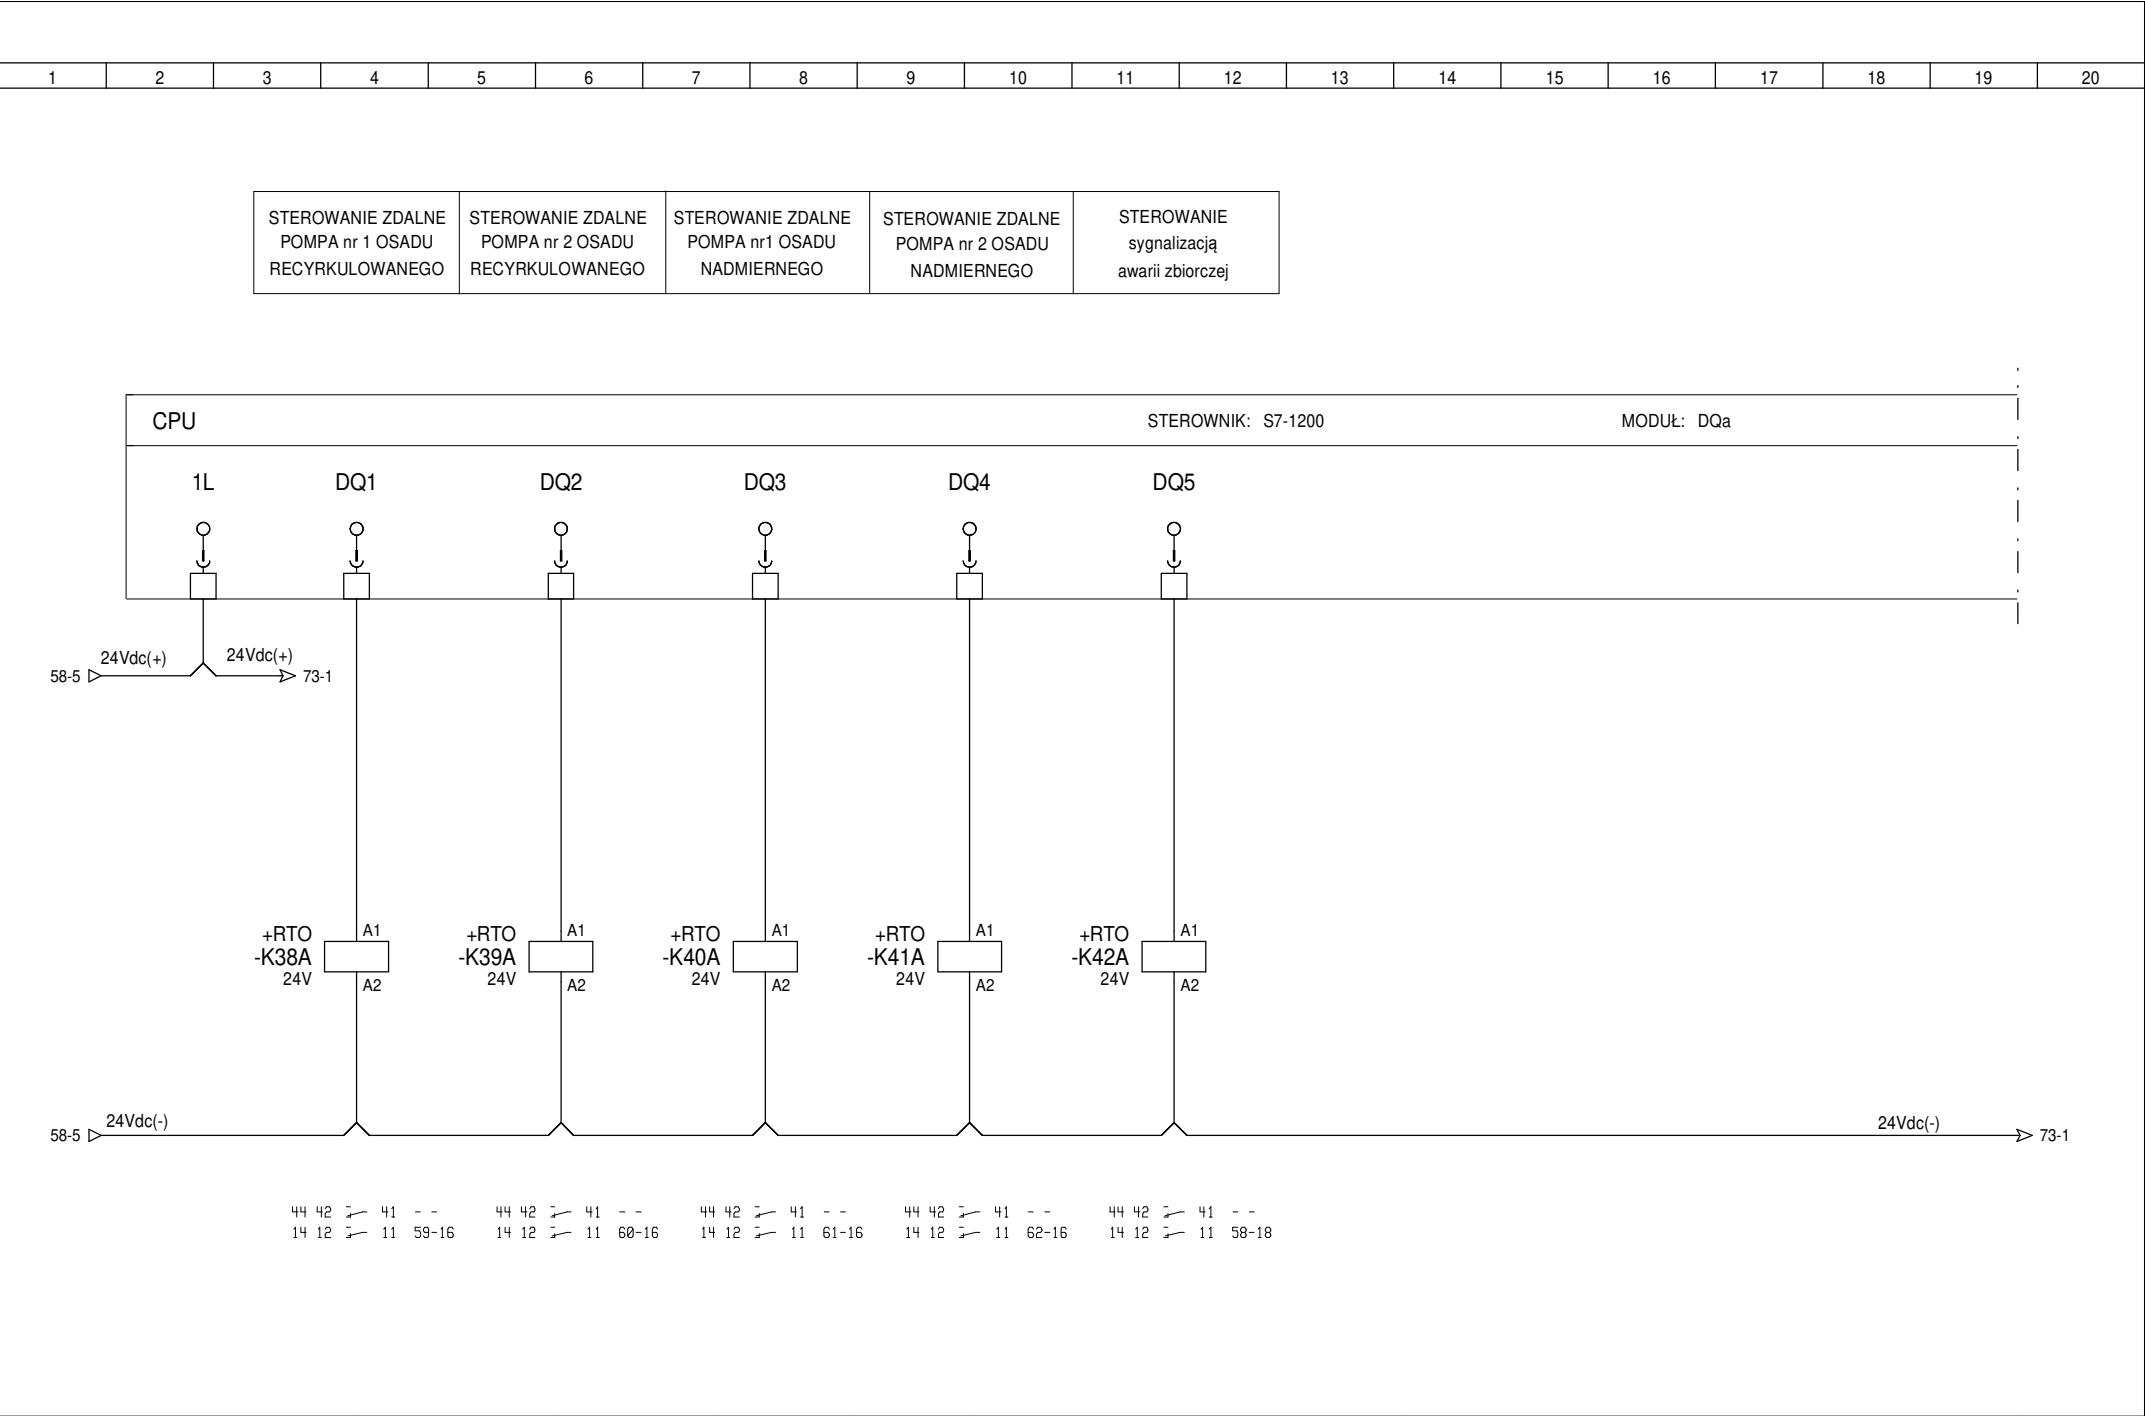 1 2 3 4 5 6 7 8 9 10 11 12 13 14 15 16 17 18 19 20
STEROWANIE ZDALNE
POMPA nr 1 OSADU
RECYRKULOWANEGO
STEROWANIE ZDALNE
POMPA nr 2 OSADU
RECYRKULOWANEGO
STEROWANIE ZDALNE
POMPA nr1 OSADU
NADMIERNEGO
STEROWANIE ZDALNE
POMPA nr 2 OSADU
NADMIERNEGO
STEROWANIE
sygnalizacją
awarii zbiorczej
CPU STEROWNIK: S7-1200 MODUŁ: DQa
1L DQ1 DQ2 DQ3 DQ4 DQ5
24Vdc(+) 24Vdc(+)
58-5 73-1
+RTO A1 +RTO A1 +RTO A1 +RTO A1 +RTO A1
-K38A -K39A -K40A -K41A -K42A
24V A2 24V A2 24V A2 24V A2 24V A2
24Vdc(-) 24Vdc(-)
58-5 73-1
44 42 41 - - 44 42 41 - - 44 42 41 - - 44 42 41 - - 44 42 41 - -
14 12 11 59-16 14 12 11 60-16 14 12 11 61-16 14 12 11 62-16 14 12 11 58-18